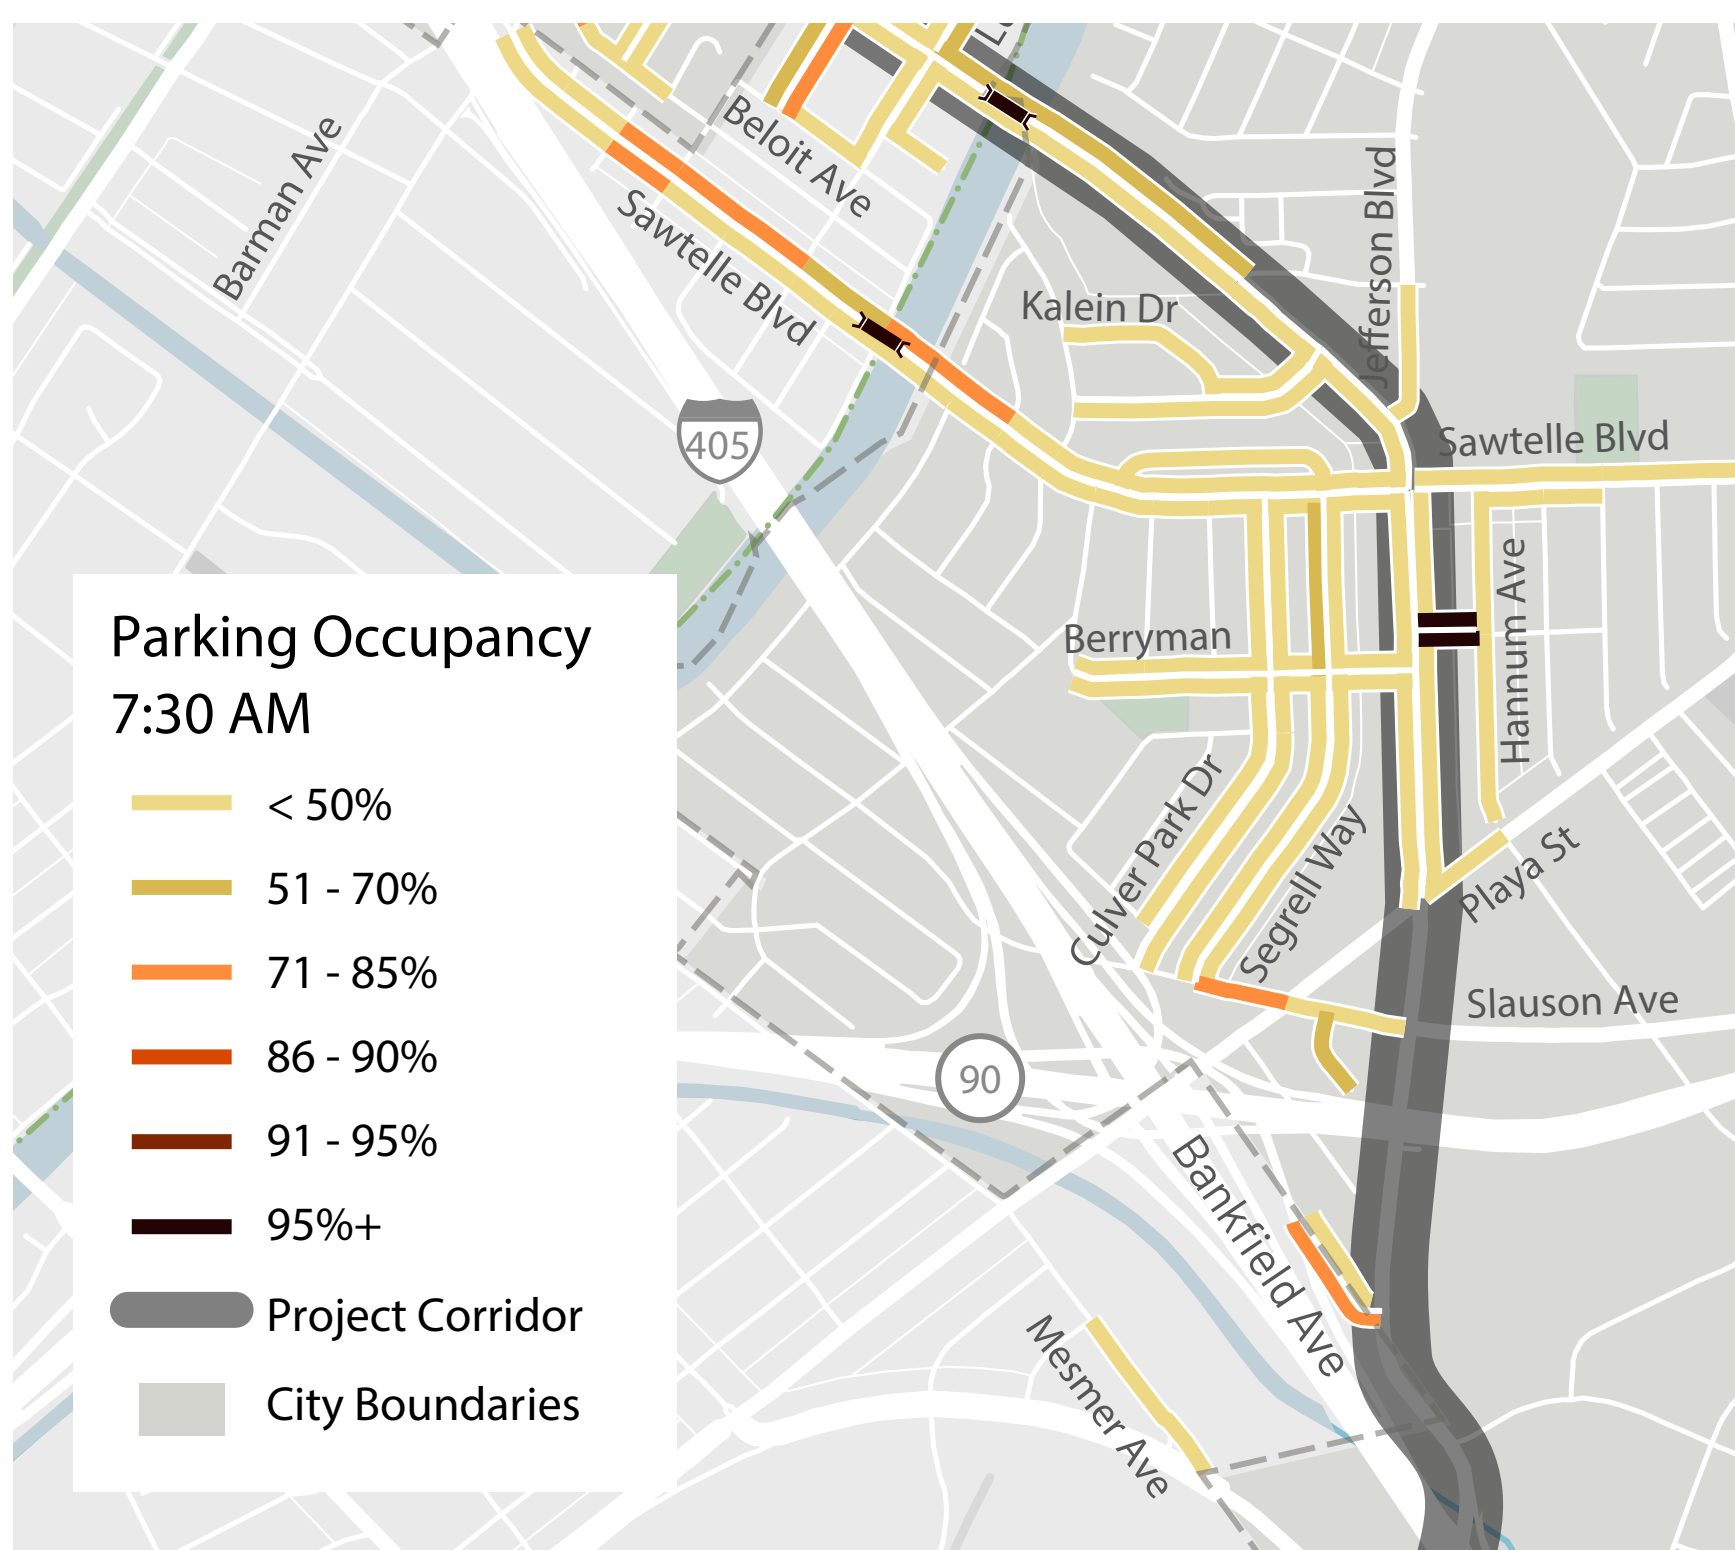 Barman Ave
Beloit Ave
Sawtelle Blvd
Kalein Dr
Jefferson Blvd
405
Sawtelle Blvd
Hannum Ave
Berryman
Parking Occupancy
7:30 AM
< 50%
51 - 70%
71 - 85%
86 - 90%
91 - 95%
95%+
Project Corridor
City Boundaries
Culver Park Dr
Segrell Way
Playa St
Slauson Ave
90
Bankfield Ave
Mesmer Ave